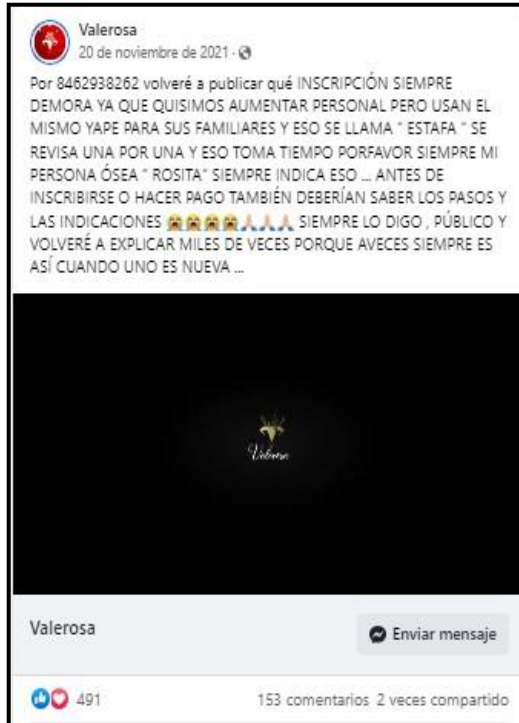 Valerosa
20 de noviembre de 2021 ·
Por 8462938262 volveré a publicar qué INSCRIPCIÓN SIEMPRE
DEMORA YA QUE QUISIMOS AUMENTAR PERSONAL PERO USAN EL
MISMO YAPE PARA SUS FAMILIARES Y ESO SE LLAMA " ESTAFA " SE
REVISA UNA POR UNA Y ESO TOMA TIEMPO PORFAVOR SIEMPRE MI
PERSONA ÓSEA " ROSITA" SIEMPRE INDICA ESO ... ANTES DE
INSCRIBIRSE O HACER PAGO TAMBIÉN DEBERÍAN SABER LOS PASOS Y
LAS INDICACIONES 😭😭😭😭🙏🏻🙏🏻🙏🏻 SIEMPRE LO DIGO , PÚBLICO Y
VOLVERÉ A EXPLICAR MILES DE VECES PORQUE AVECES SIEMPRE ES
ASÍ CUANDO UNO ES NUEVA ...
Valerosa
Enviar mensaje
491
153 comentarios 2 veces compartido